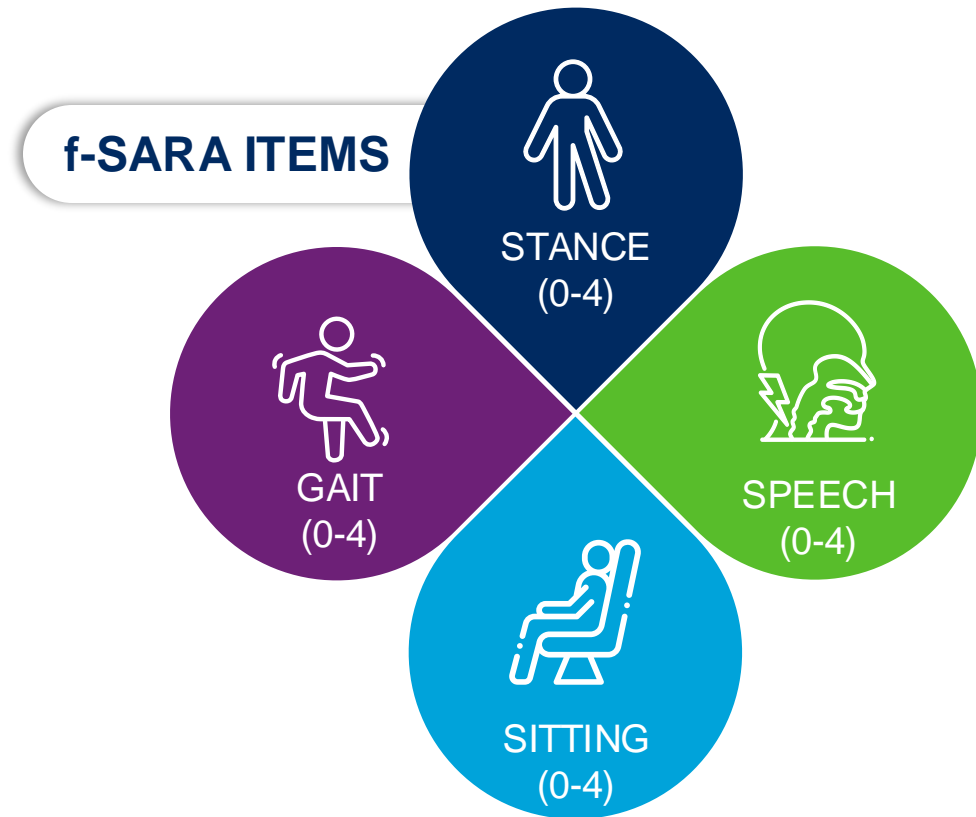 f-SARA ITEMS
STANCE
(0-4)
GAIT
(0-4)
SPEECH
(0-4)
SITTING
(0-4)